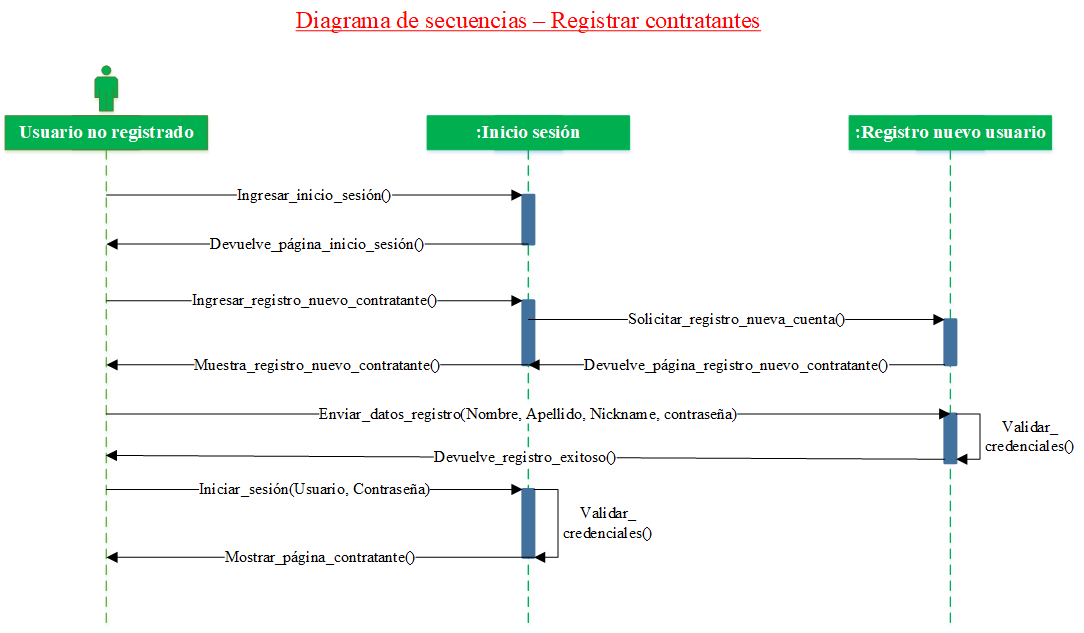 Diagrama de secuencias – Registrar contratantes
Usuario no registrado
:Inicio sesión
:Registro nuevo usuario
Ingresar_inicio_sesión()
Devuelve_página_inicio_sesión()
Ingresar_registro_nuevo_contratante()
Solicitar_registro_nueva_cuenta()
Muestra_registro_nuevo_contratante()
Devuelve_página_registro_nuevo_contratante()
Enviar_datos_registro(Nombre, Apellido, Nickname, contraseña)
Validar_
credenciales()
Devuelve_registro_exitoso()
Iniciar_sesión(Usuario, Contraseña)
Validar_
credenciales()
Mostrar_página_contratante()